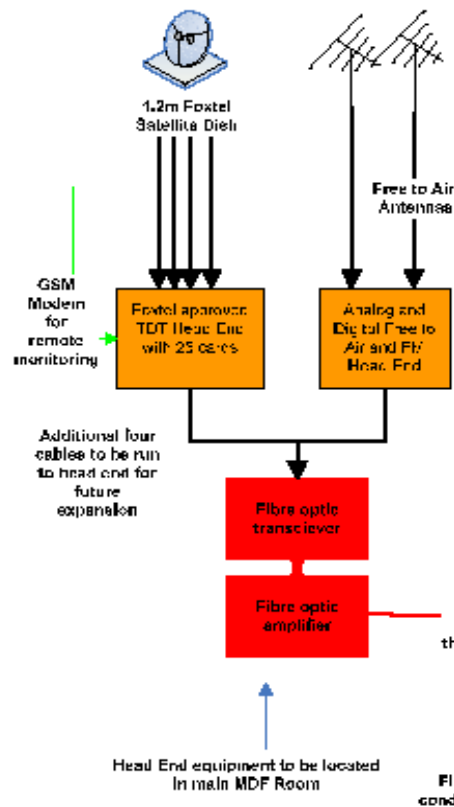 1.2m Foxtel
Satellite Dish
Free to Air
Antennas
GSM
Modem
for
remote
monitoring
Foxtel approved
TDT Head End
with 25 cards
Analog and
Digital Free to
Air and
Head End
Additional four
cables to be run
to head end for
future
expansion
Fibre optic
transciever
Fibre optic
amplifier
th
Head End equipment to be located
in main MDF Room
cond